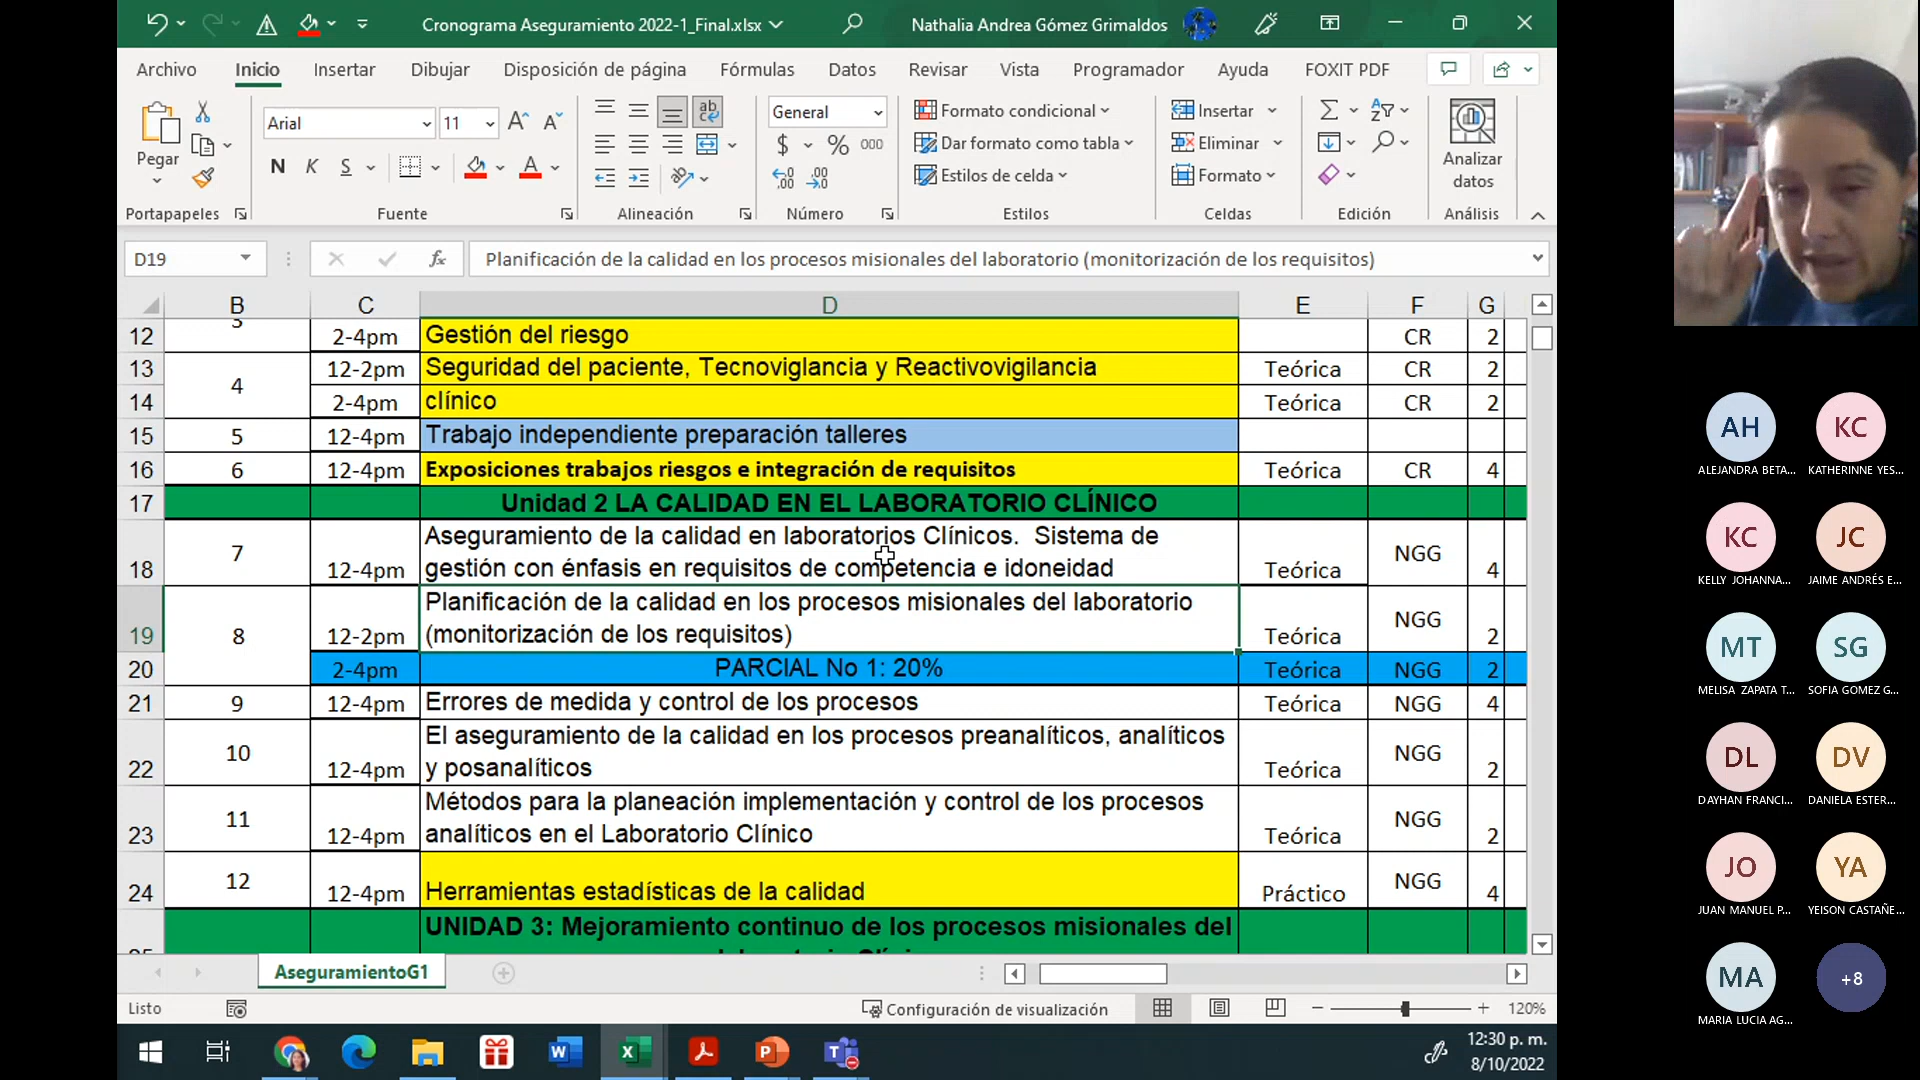 Cronograma Aseguramiento 2022-1_Final.xlsx
Nathalia Andrea Gómez Grimaldos
Archivo Inicio Insertar Dibujar Disposición de página Fórmulas Datos Revisar Vista Programador Ayuda FOXIT PDF
Pegar
Portapapeles
Arial 11
N K S
Fuente
Alineación
General
$ % 000
Número
Formato condicional
Dar formato como tabla
Estilos de celda
Estilos
Insertar
Eliminar
Formato
Celdas
Edición
Analizar
datos
Análisis
D19 fx Planificación de la calidad en los procesos misionales del laboratorio (monitorización de los requisitos)
B C D E F G
12 3 2-4pm Gestión del riesgo CR 2
13 4 12-2pm Seguridad del paciente, Tecnoviglancia y Reactivovigilancia Teórica CR 2
14 2-4pm clínico Teórica CR 2
15 5 12-4pm Trabajo independiente preparación talleres
16 6 12-4pm Exposiciones trabajos riesgos e integración de requisitos Teórica CR 4
17 Unidad 2 LA CALIDAD EN EL LABORATORIO CLÍNICO
18 7 12-4pm Aseguramiento de la calidad en laboratorios Clínicos. Sistema de
gestión con énfasis en requisitos de competencia e idoneidad Teórica NGG 4
19 8 12-2pm Planificación de la calidad en los procesos misionales del laboratorio
(monitorización de los requisitos) Teórica NGG 2
20 2-4pm PARCIAL No 1: 20% Teórica NGG 2
21 9 12-4pm Errores de medida y control de los procesos Teórica NGG 4
22 10 12-4pm El aseguramiento de la calidad en los procesos preanalíticos, analíticos
y posanalíticos Teórica NGG 2
23 11 12-4pm Métodos para la planeación implementación y control de los procesos
analíticos en el Laboratorio Clínico Teórica NGG 2
24 12 12-4pm Herramientas estadísticas de la calidad Práctico NGG 4
UNIDAD 3: Mejoramiento continuo de los procesos misionales del
AseguramientoG1
Listo
Configuración de visualización
120%
12:30 p. m.
8/10/2022
AH KC
ALEJANDRA BETA... KATHERINNE YES...
KC JC
KELLY JOHANNA... JAIME ANDRÉS E...
MT SG
MELISA ZAPATA T... SOFIA GOMEZ G...
DL DV
DAYHAN FRANCI... DANIELA ESTER...
JO YA
JUAN MANUEL P... YEISON CASTAÑE...
MA +8
MARIA LUCIA AG...